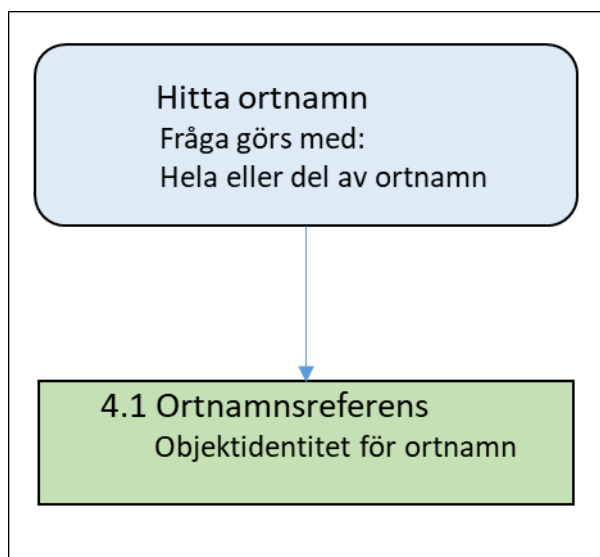 Hitta ortnamn
Fråga görs med:
Hela eller del av ortnamn
4.1 Ortnamnsreferens
Objektidentitet för ortnamn